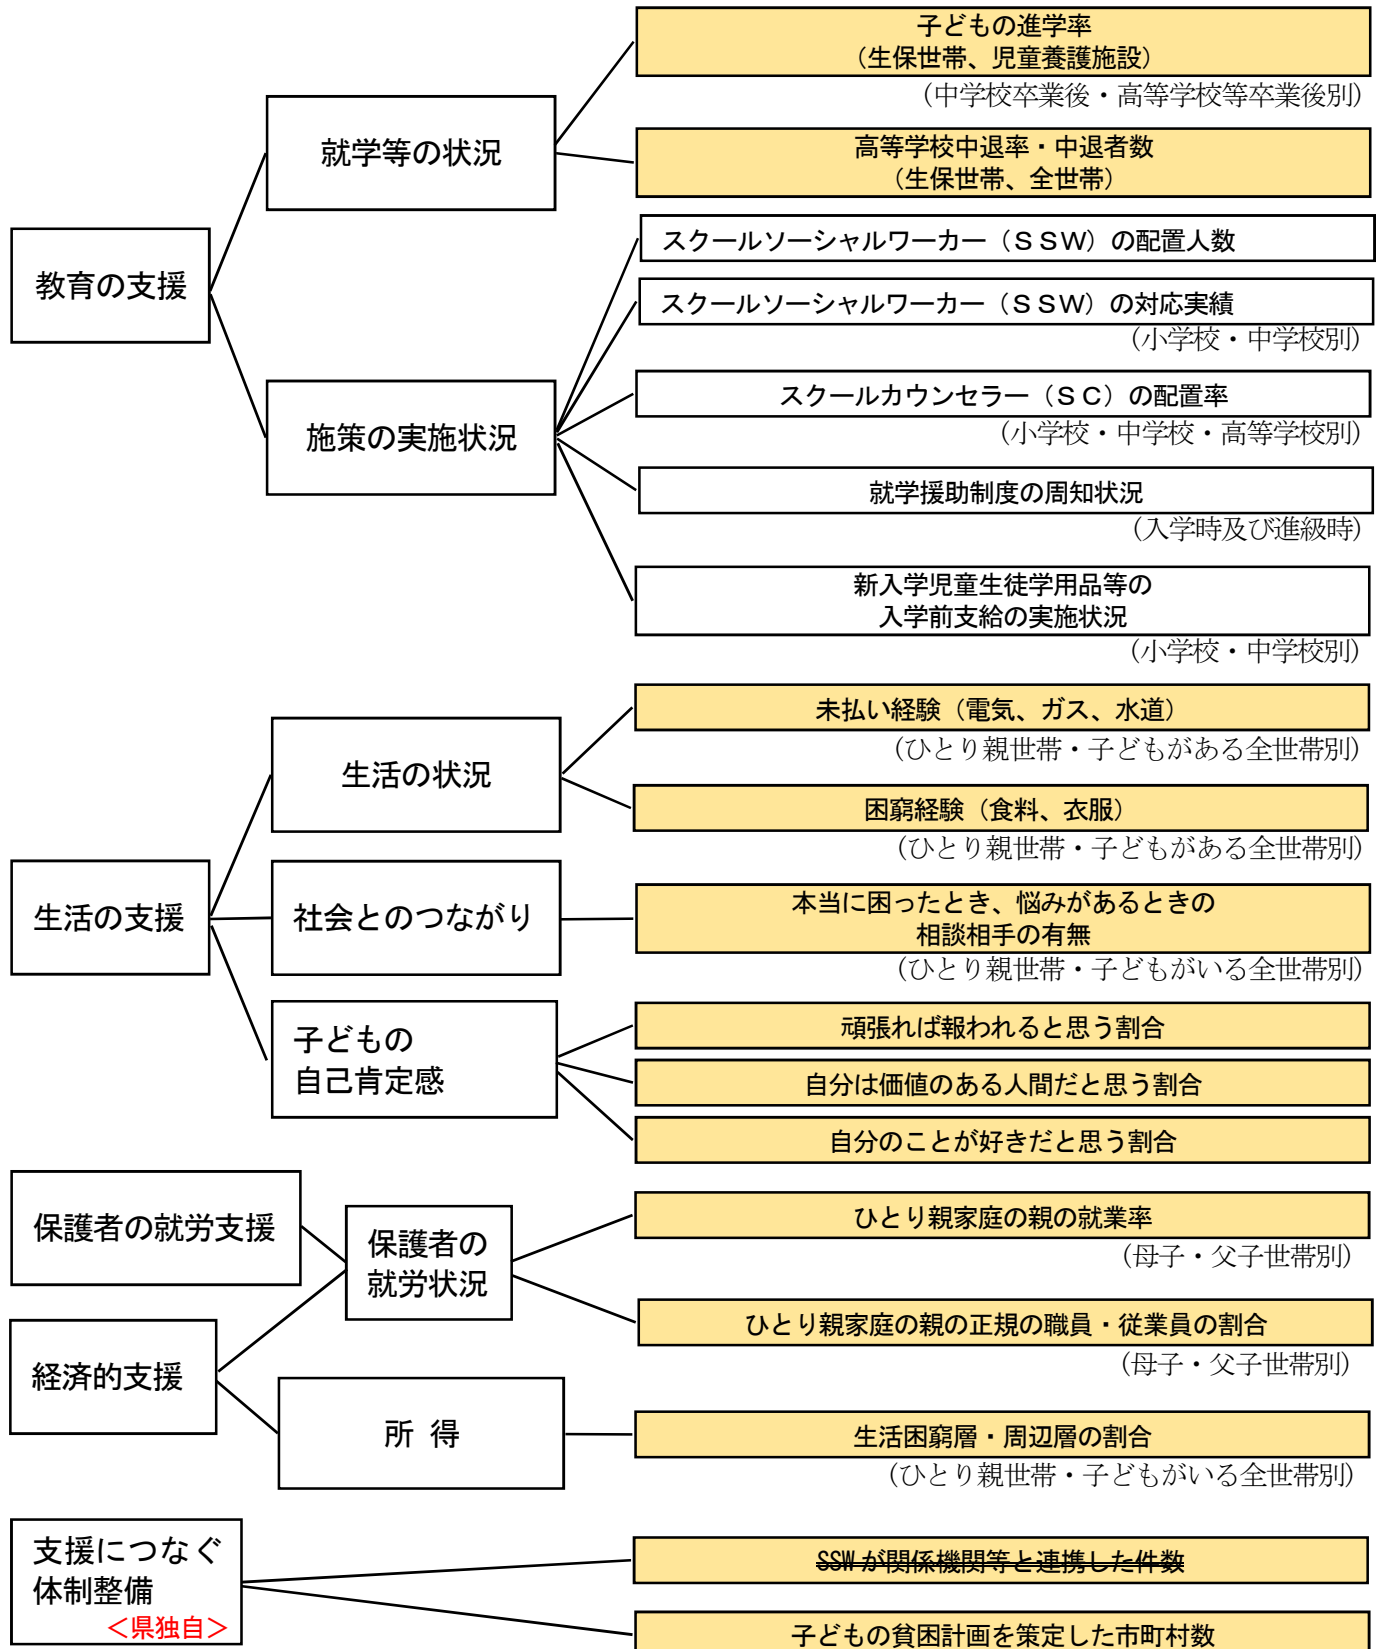 子どもの進学率
（生保世帯、児童養護施設）
（中学校卒業後・高等学校等卒業後別）
就学等の状況
高等学校中退率・中退者数
（生保世帯、全世帯）
スクールソーシャルワーカー（ＳＳＷ）の配置人数
教育の支援
スクールソーシャルワーカー（ＳＳＷ）の対応実績
（小学校・中学校別）
スクールカウンセラー（ＳＣ）の配置率
（小学校・中学校・高等学校別）
施策の実施状況
就学援助制度の周知状況
（入学時及び進級時）
新入学児童生徒学用品等の
入学前支給の実施状況
（小学校・中学校別）
未払い経験（電気、ガス、水道）
（ひとり親世帯・子どもがある全世帯別）
生活の状況
困窮経験（食料、衣服）
（ひとり親世帯・子どもがある全世帯別）
生活の支援
社会とのつながり
本当に困ったとき、悩みがあるときの
相談相手の有無
（ひとり親世帯・子どもがいる全世帯別）
子どもの
自己肯定感
頑張れば報われると思う割合
自分は価値のある人間だと思う割合
自分のことが好きだと思う割合
保護者の就労支援
保護者の
就労状況
ひとり親家庭の親の就業率
（母子・父子世帯別）
ひとり親家庭の親の正規の職員・従業員の割合
（母子・父子世帯別）
経済的支援
所 得
生活困窮層・周辺層の割合
（ひとり親世帯・子どもがいる全世帯別）
支援につなぐ
体制整備
＜県独自＞
SSWが関係機関等と連携した件数
子どもの貧困計画を策定した市町村数